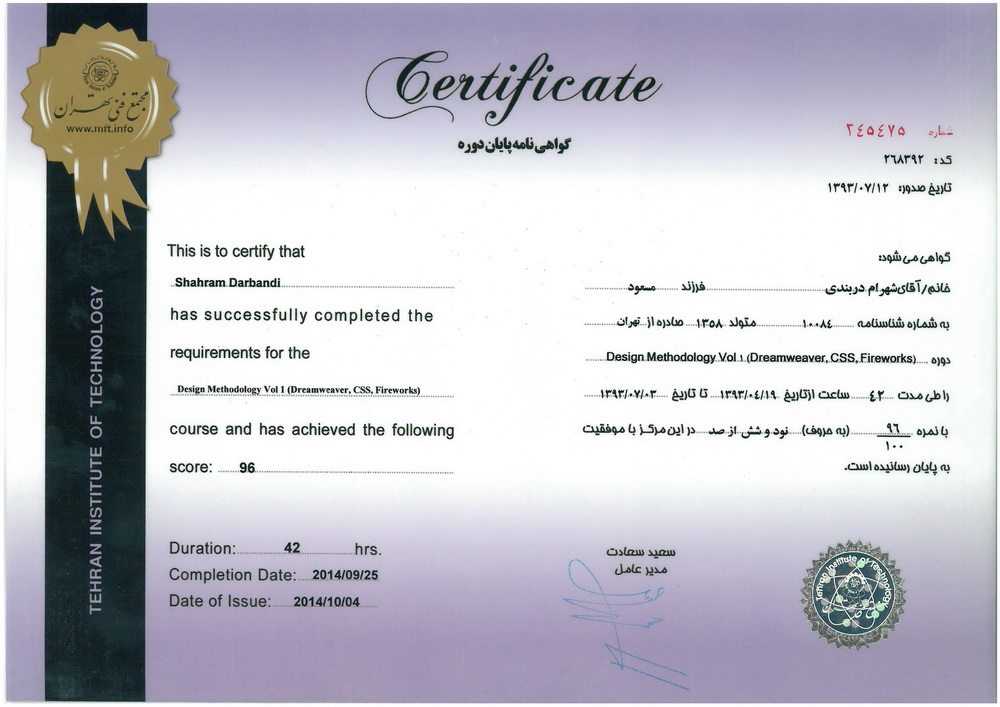 مجتمع فنی تهران
www.mft.info
TEHRAN INSTITUTE OF TECHNOLOGY
Certificate
گواهی نامه پایان دوره
شماره ۲۴۵۴۷۵
کد: ۲۶۸۳۹۲
تاریخ صدور: ۱۳۹۳/۰۷/۱۲
This is to certify that
Shahram Darbandi
has successfully completed the
requirements for the
Design Methodology Vol 1 (Dreamweaver, CSS, Fireworks)
course and has achieved the following
score: 96
Duration: 42 hrs.
Completion Date: 2014/09/25
Date of Issue: 2014/10/04
گواهی می شود:
خانم/آقای شهرام دربندی فرزند مسعود
به شماره شناسنامه ۱۰۰۸۴ متولد ۱۳۵۸ صادره از تهران
دوره Design Methodology Vol ۱ (Dreamweaver, CSS, Fireworks)
را طی مدت ۴۲ ساعت از تاریخ ۱۳۹۳/۰۴/۱۹ تا تاریخ ۱۳۹۳/۰۷/۰۳
با نمره ۹۶ (به حروف) نود و شش از صد در این مرکز با موفقیت
۱۰۰
به پایان رسانیده است.
سعید سعادت
مدیر عامل
Tehran Institute of Technology